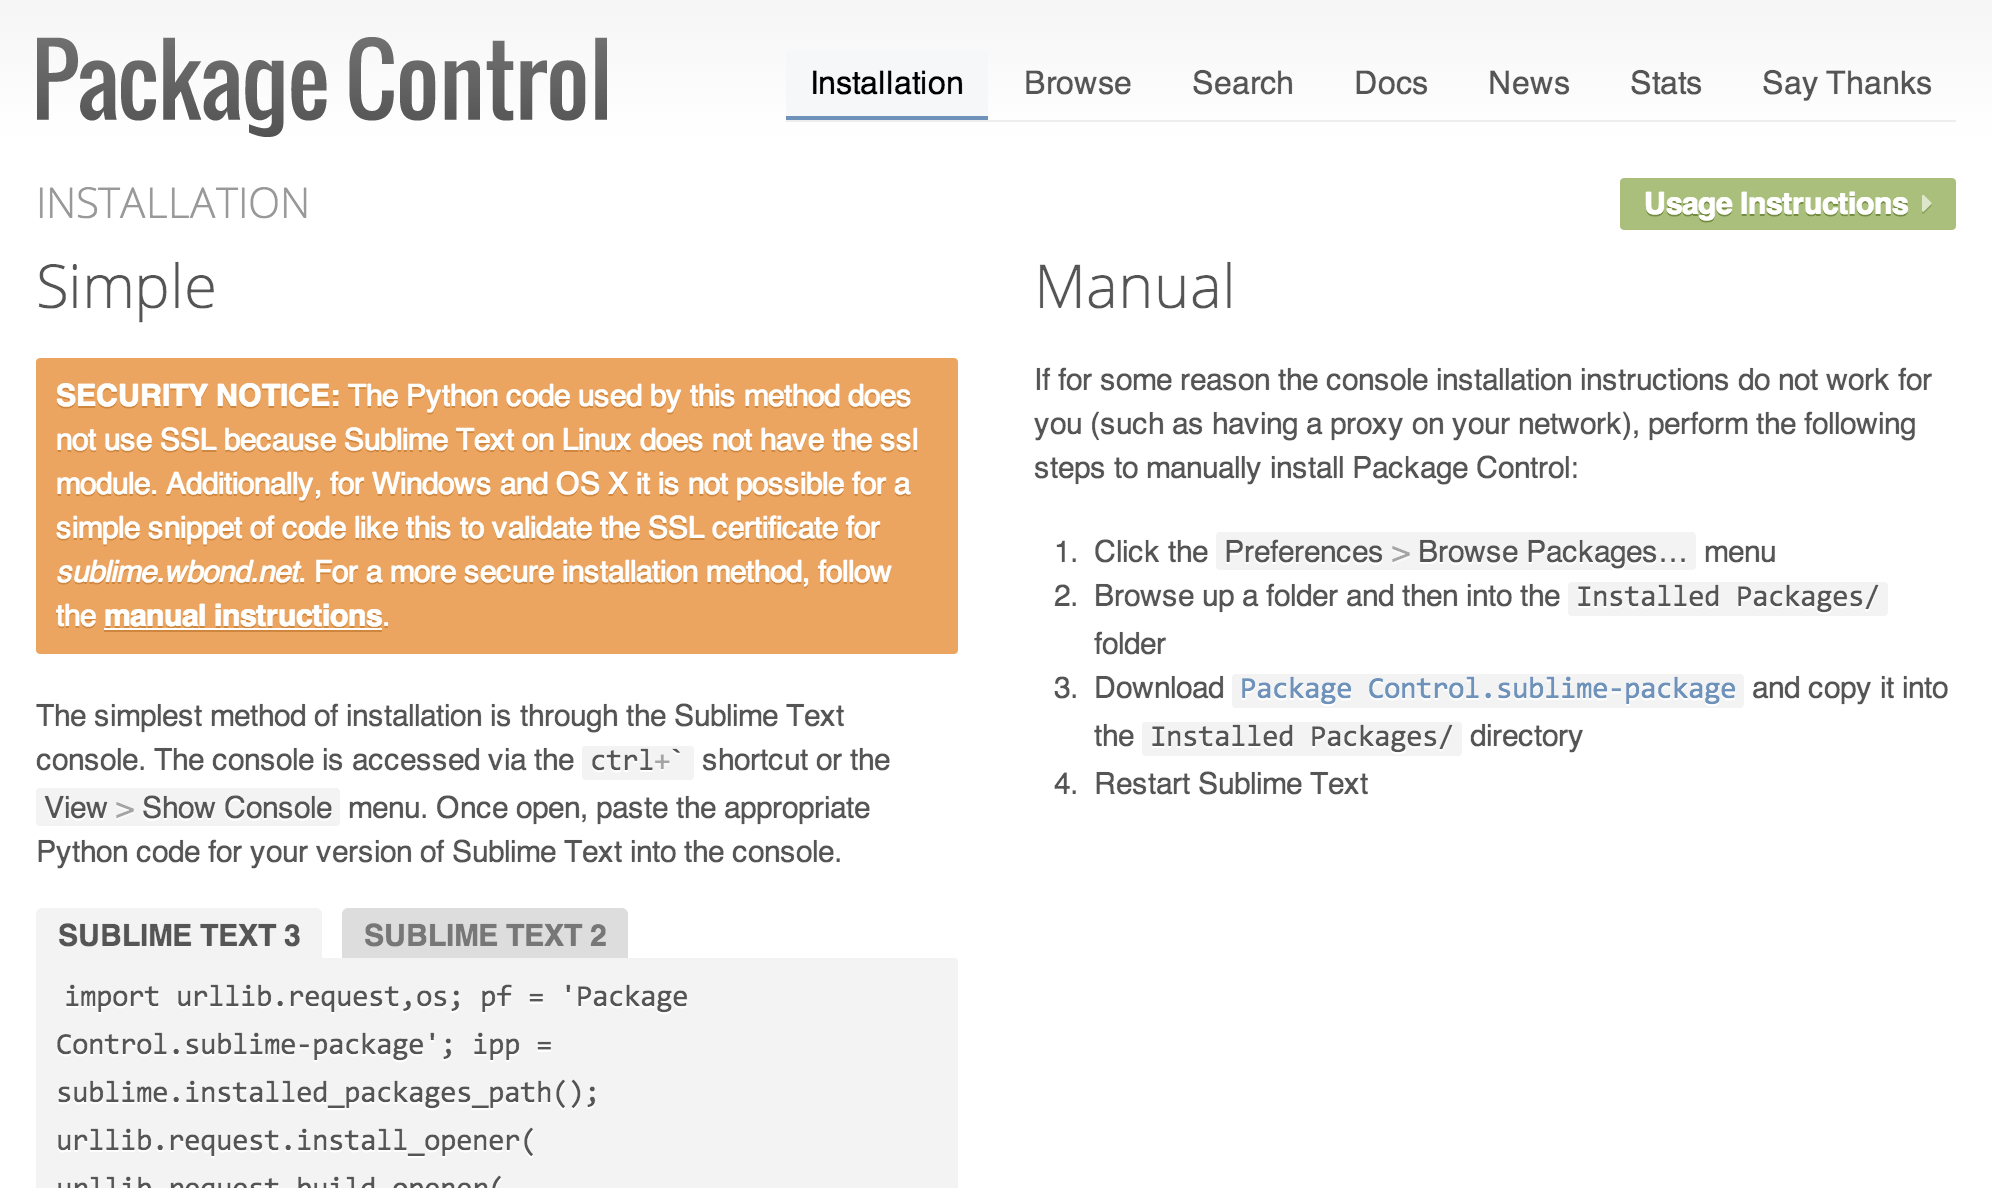 Package Control
Installation Browse Search Docs News Stats Say Thanks
INSTALLATION
Usage Instructions
Simple
SECURITY NOTICE: The Python code used by this method does
not use SSL because Sublime Text on Linux does not have the ssl
module. Additionally, for Windows and OS X it is not possible for a
simple snippet of code like this to validate the SSL certificate for
sublime.wbond.net. For a more secure installation method, follow
the manual instructions.
The simplest method of installation is through the Sublime Text
console. The console is accessed via the ctrl+` shortcut or the
View > Show Console menu. Once open, paste the appropriate
Python code for your version of Sublime Text into the console.
SUBLIME TEXT 3 SUBLIME TEXT 2
import urllib.request,os; pf = 'Package
Control.sublime-package'; ipp =
sublime.installed_packages_path();
urllib.request.install_opener(
urllib.request.build_opener(
Manual
If for some reason the console installation instructions do not work for
you (such as having a proxy on your network), perform the following
steps to manually install Package Control:
1. Click the Preferences > Browse Packages… menu
2. Browse up a folder and then into the Installed Packages/
folder
3. Download Package Control.sublime-package and copy it into
the Installed Packages/ directory
4. Restart Sublime Text